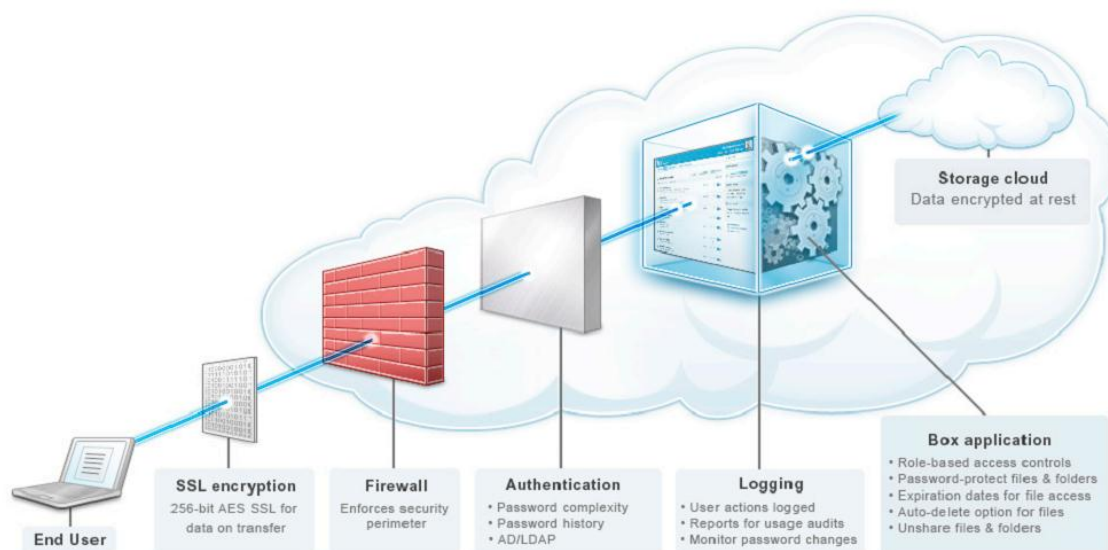 Storage cloud
Data encrypted at rest
End User
SSL encryption
256-bit AES SSL for
data on transfer
Firewall
Enforces security
perimeter
Authentication
• Password complexity
• Password history
• AD/LDAP
Logging
• User actions logged
• Reports for usage audits
• Monitor password changes
Box application
• Role-based access controls
• Password-protect files & folders
• Expiration dates for file access
• Auto-delete option for files
• Unshare files & folders